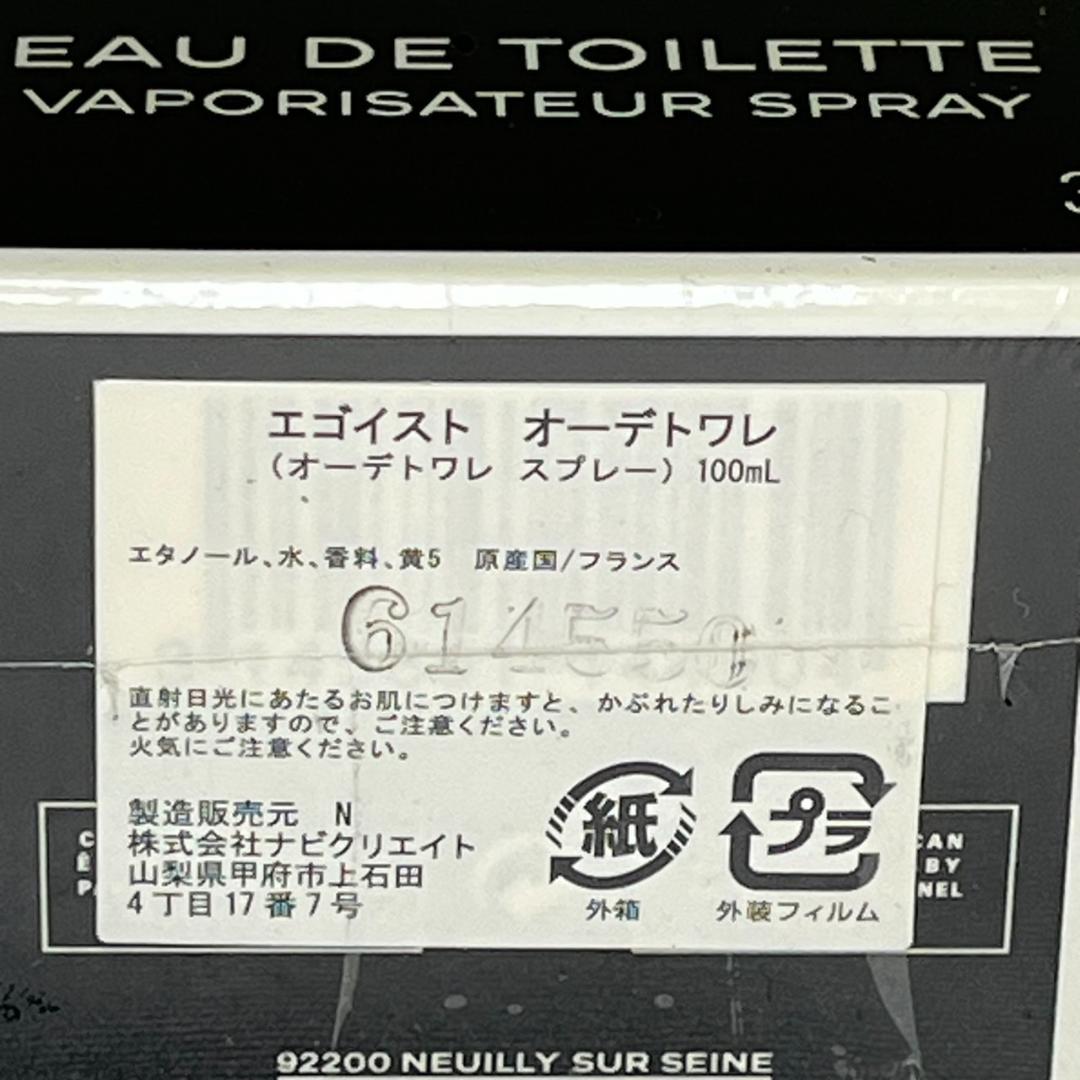 EAU DE TOILETTE
VAPORISATEUR SPRAY
3
エゴイスト オーデトワレ
(オーデトワレ スプレー) 100mL
エタノール、水、香料、黄5 原産国/フランス
614550
直射日光にあたるお肌につけますと、かぶれたりしみになるこ
とがありますので、ご注意ください。
火気にご注意ください。
製造販売元 N
株式会社ナビクリエイト
山梨県甲府市上石田
4丁目17番7号
紙
外箱
プラ
外装フィルム
CAN
BY
NEL
92200 NEUILLY SUR SEINE